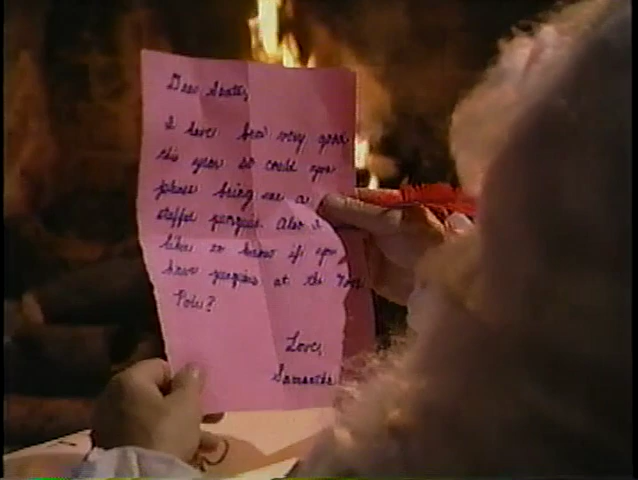 Dear Santa,
I have been very good
this year so could you
please bring me a
stuffed penguin. Also I'd
like to know if you
have penguins at the North
Pole?
Love,
Samantha